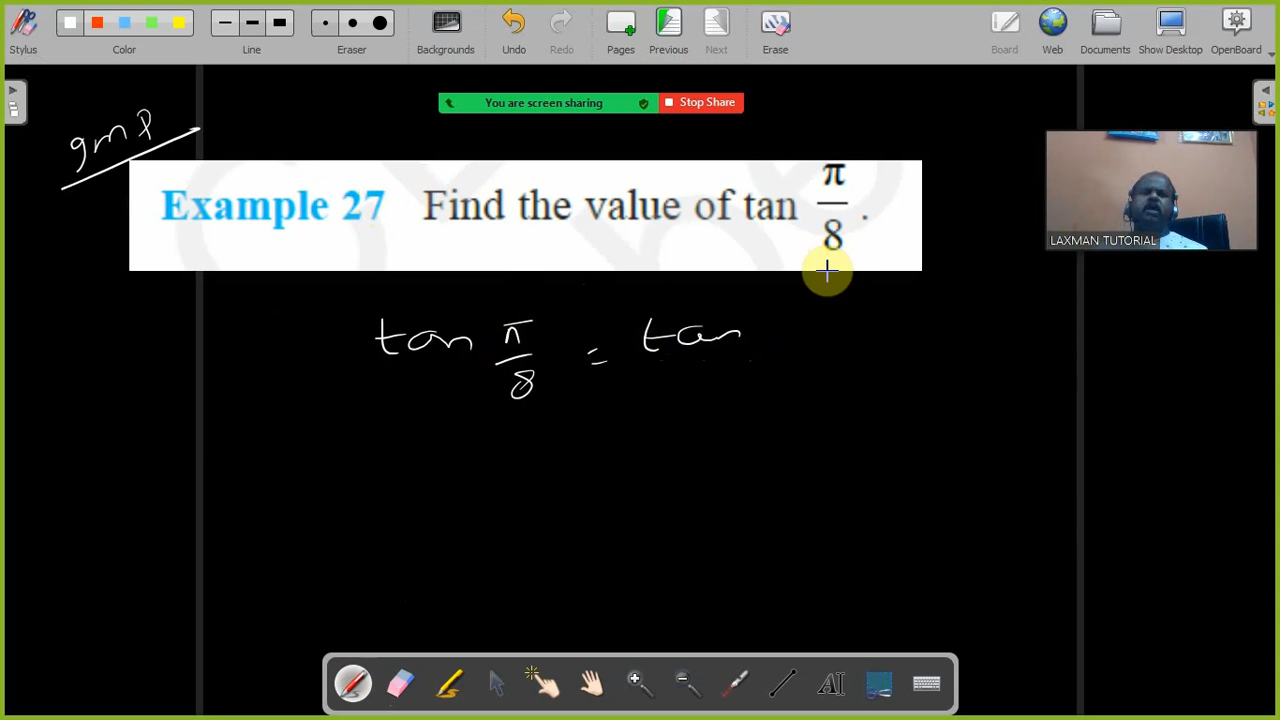 Stylus Color Line Eraser Backgrounds Undo Redo Pages Previous Next Erase Board Web Documents Show Desktop OpenBoard
You are screen sharing Stop Share
Example 27 Find the value of tan π/8 .
LAXMAN TUTORIAL
tan π/8 = tan